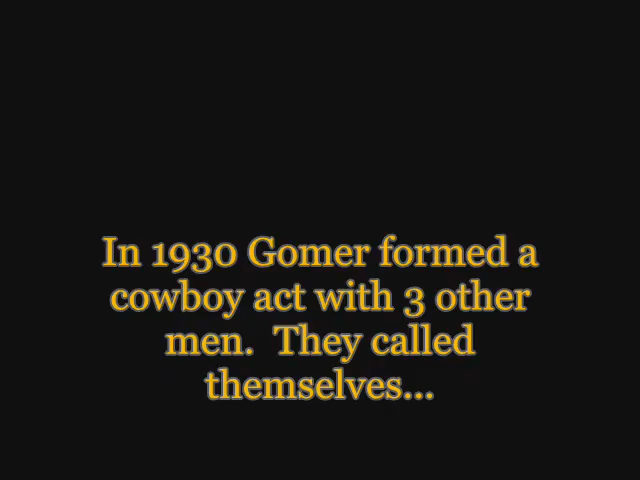 In 1930 Gomer formed a
cowboy act with 3 other
men.  They called
themselves...